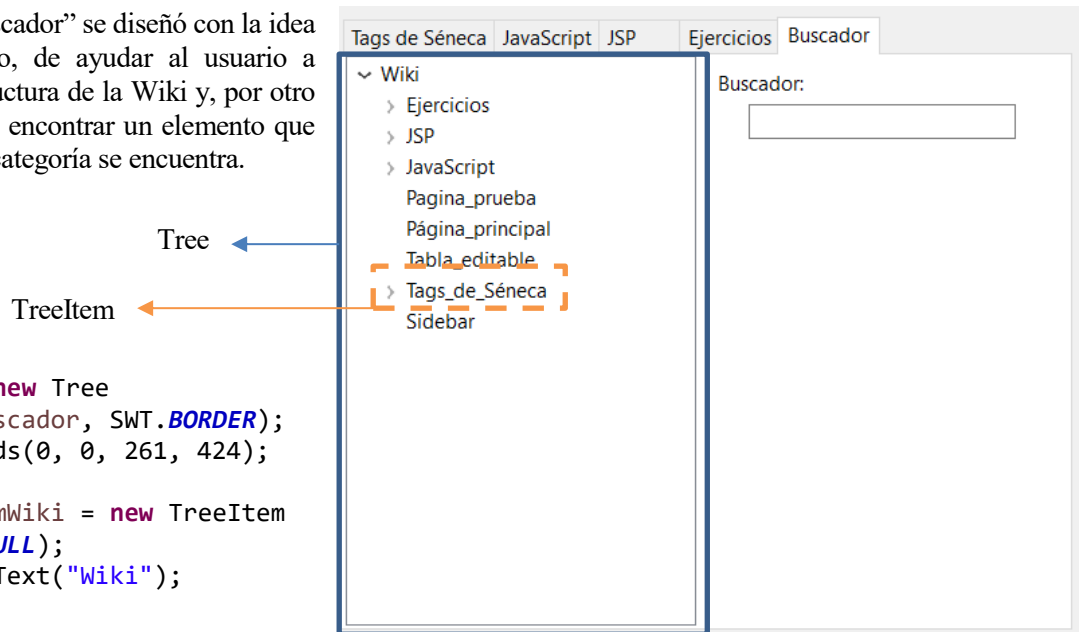 scador” se diseñó con la idea
o, de ayudar al usuario a
uctura de la Wiki y, por otro
encontrar un elemento que
categoría se encuentra.
Tree
TreeItem
new Tree
scador, SWT.BORDER);
ds(0, 0, 261, 424);
mWiki = new TreeItem
ULL);
Text("Wiki");
Tags de Séneca JavaScript JSP Ejercicios Buscador
Wiki
Ejercicios
JSP
JavaScript
Pagina_prueba
Página_principal
Tabla_editable
Tags_de_Séneca
Sidebar
Buscador: